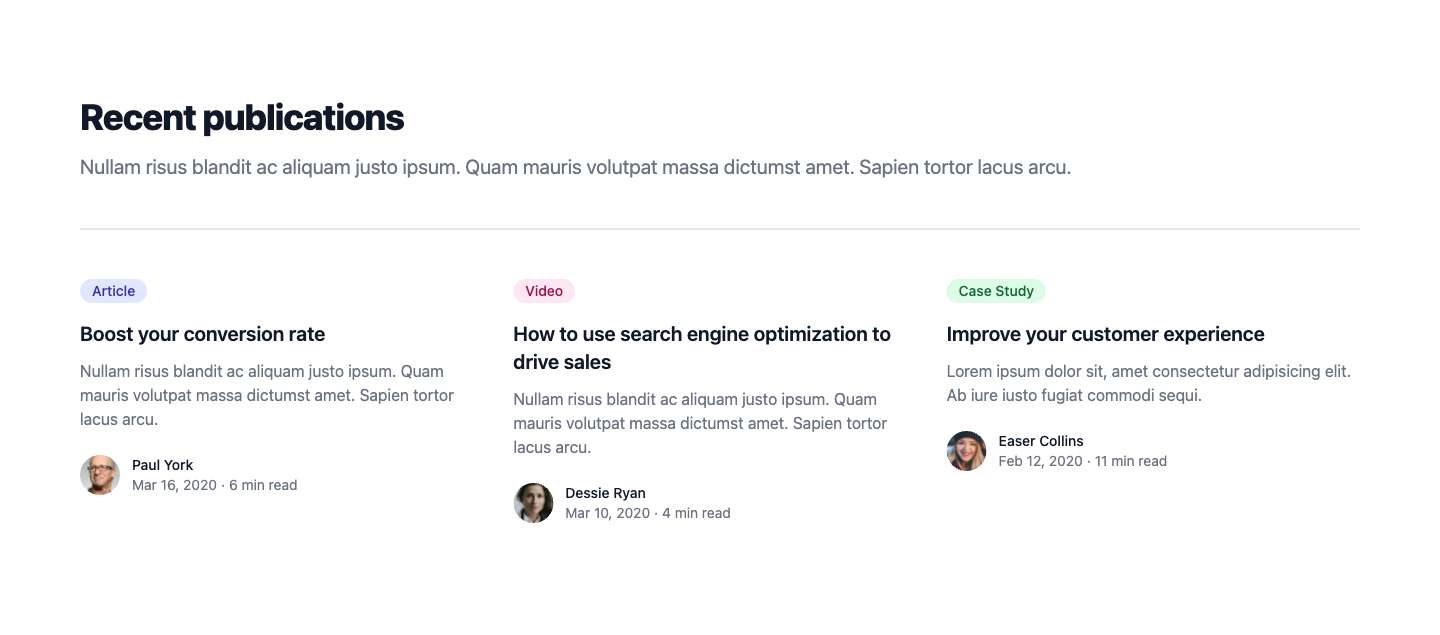 Recent publications
Nullam risus blandit ac aliquam justo ipsum. Quam mauris volutpat massa dictumst amet. Sapien tortor lacus arcu.
Article
Boost your conversion rate
Nullam risus blandit ac aliquam justo ipsum. Quam
mauris volutpat massa dictumst amet. Sapien tortor
lacus arcu.
Paul York
Mar 16, 2020 · 6 min read
Video
How to use search engine optimization to
drive sales
Nullam risus blandit ac aliquam justo ipsum. Quam
mauris volutpat massa dictumst amet. Sapien tortor
lacus arcu.
Dessie Ryan
Mar 10, 2020 · 4 min read
Case Study
Improve your customer experience
Lorem ipsum dolor sit, amet consectetur adipisicing elit.
Ab iure iusto fugiat commodi sequi.
Easer Collins
Feb 12, 2020 · 11 min read